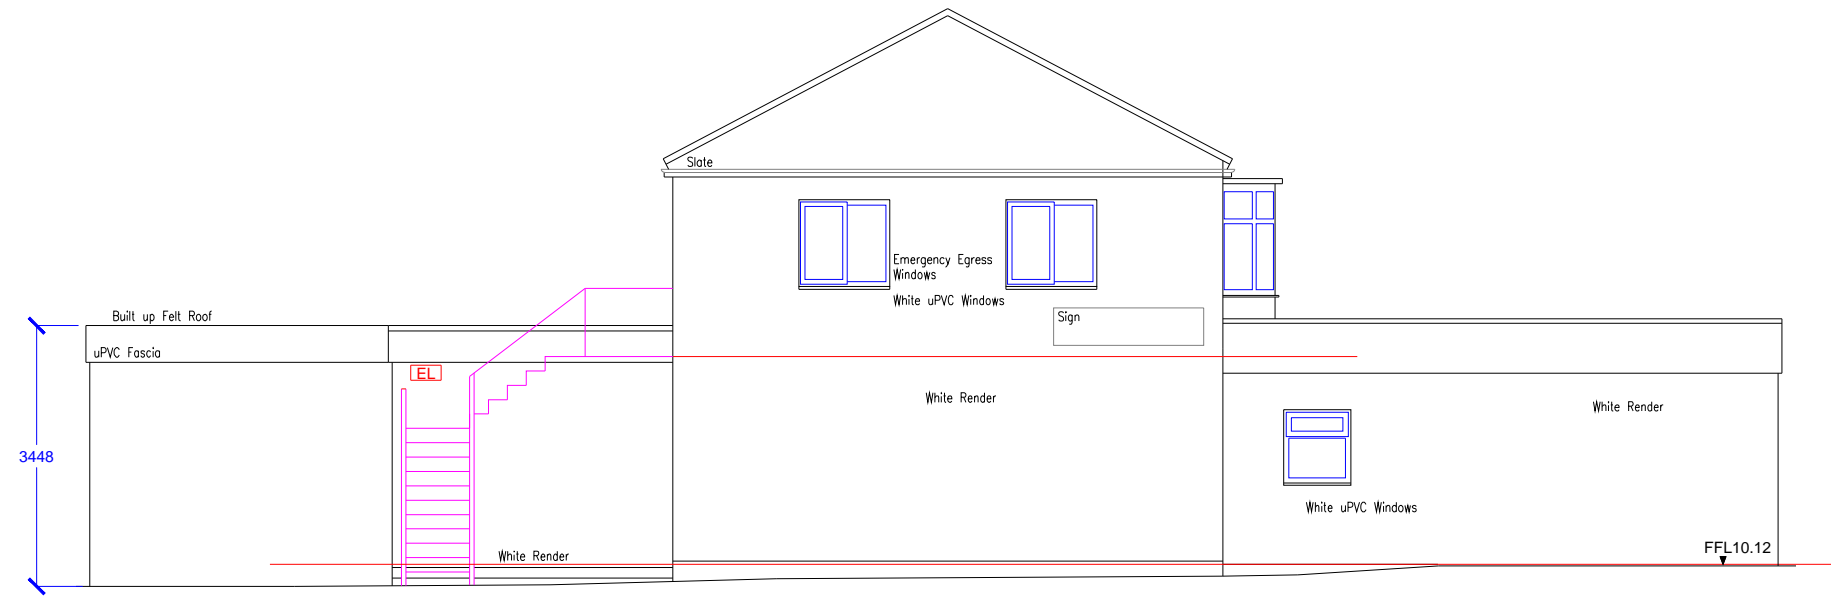 Slate
Emergency Egress
Windows
White uPVC Windows
Sign
Built up Felt Roof
uPVC Fascia
EL
White Render
White Render
3448
White uPVC Windows
FFL10.12
White Render